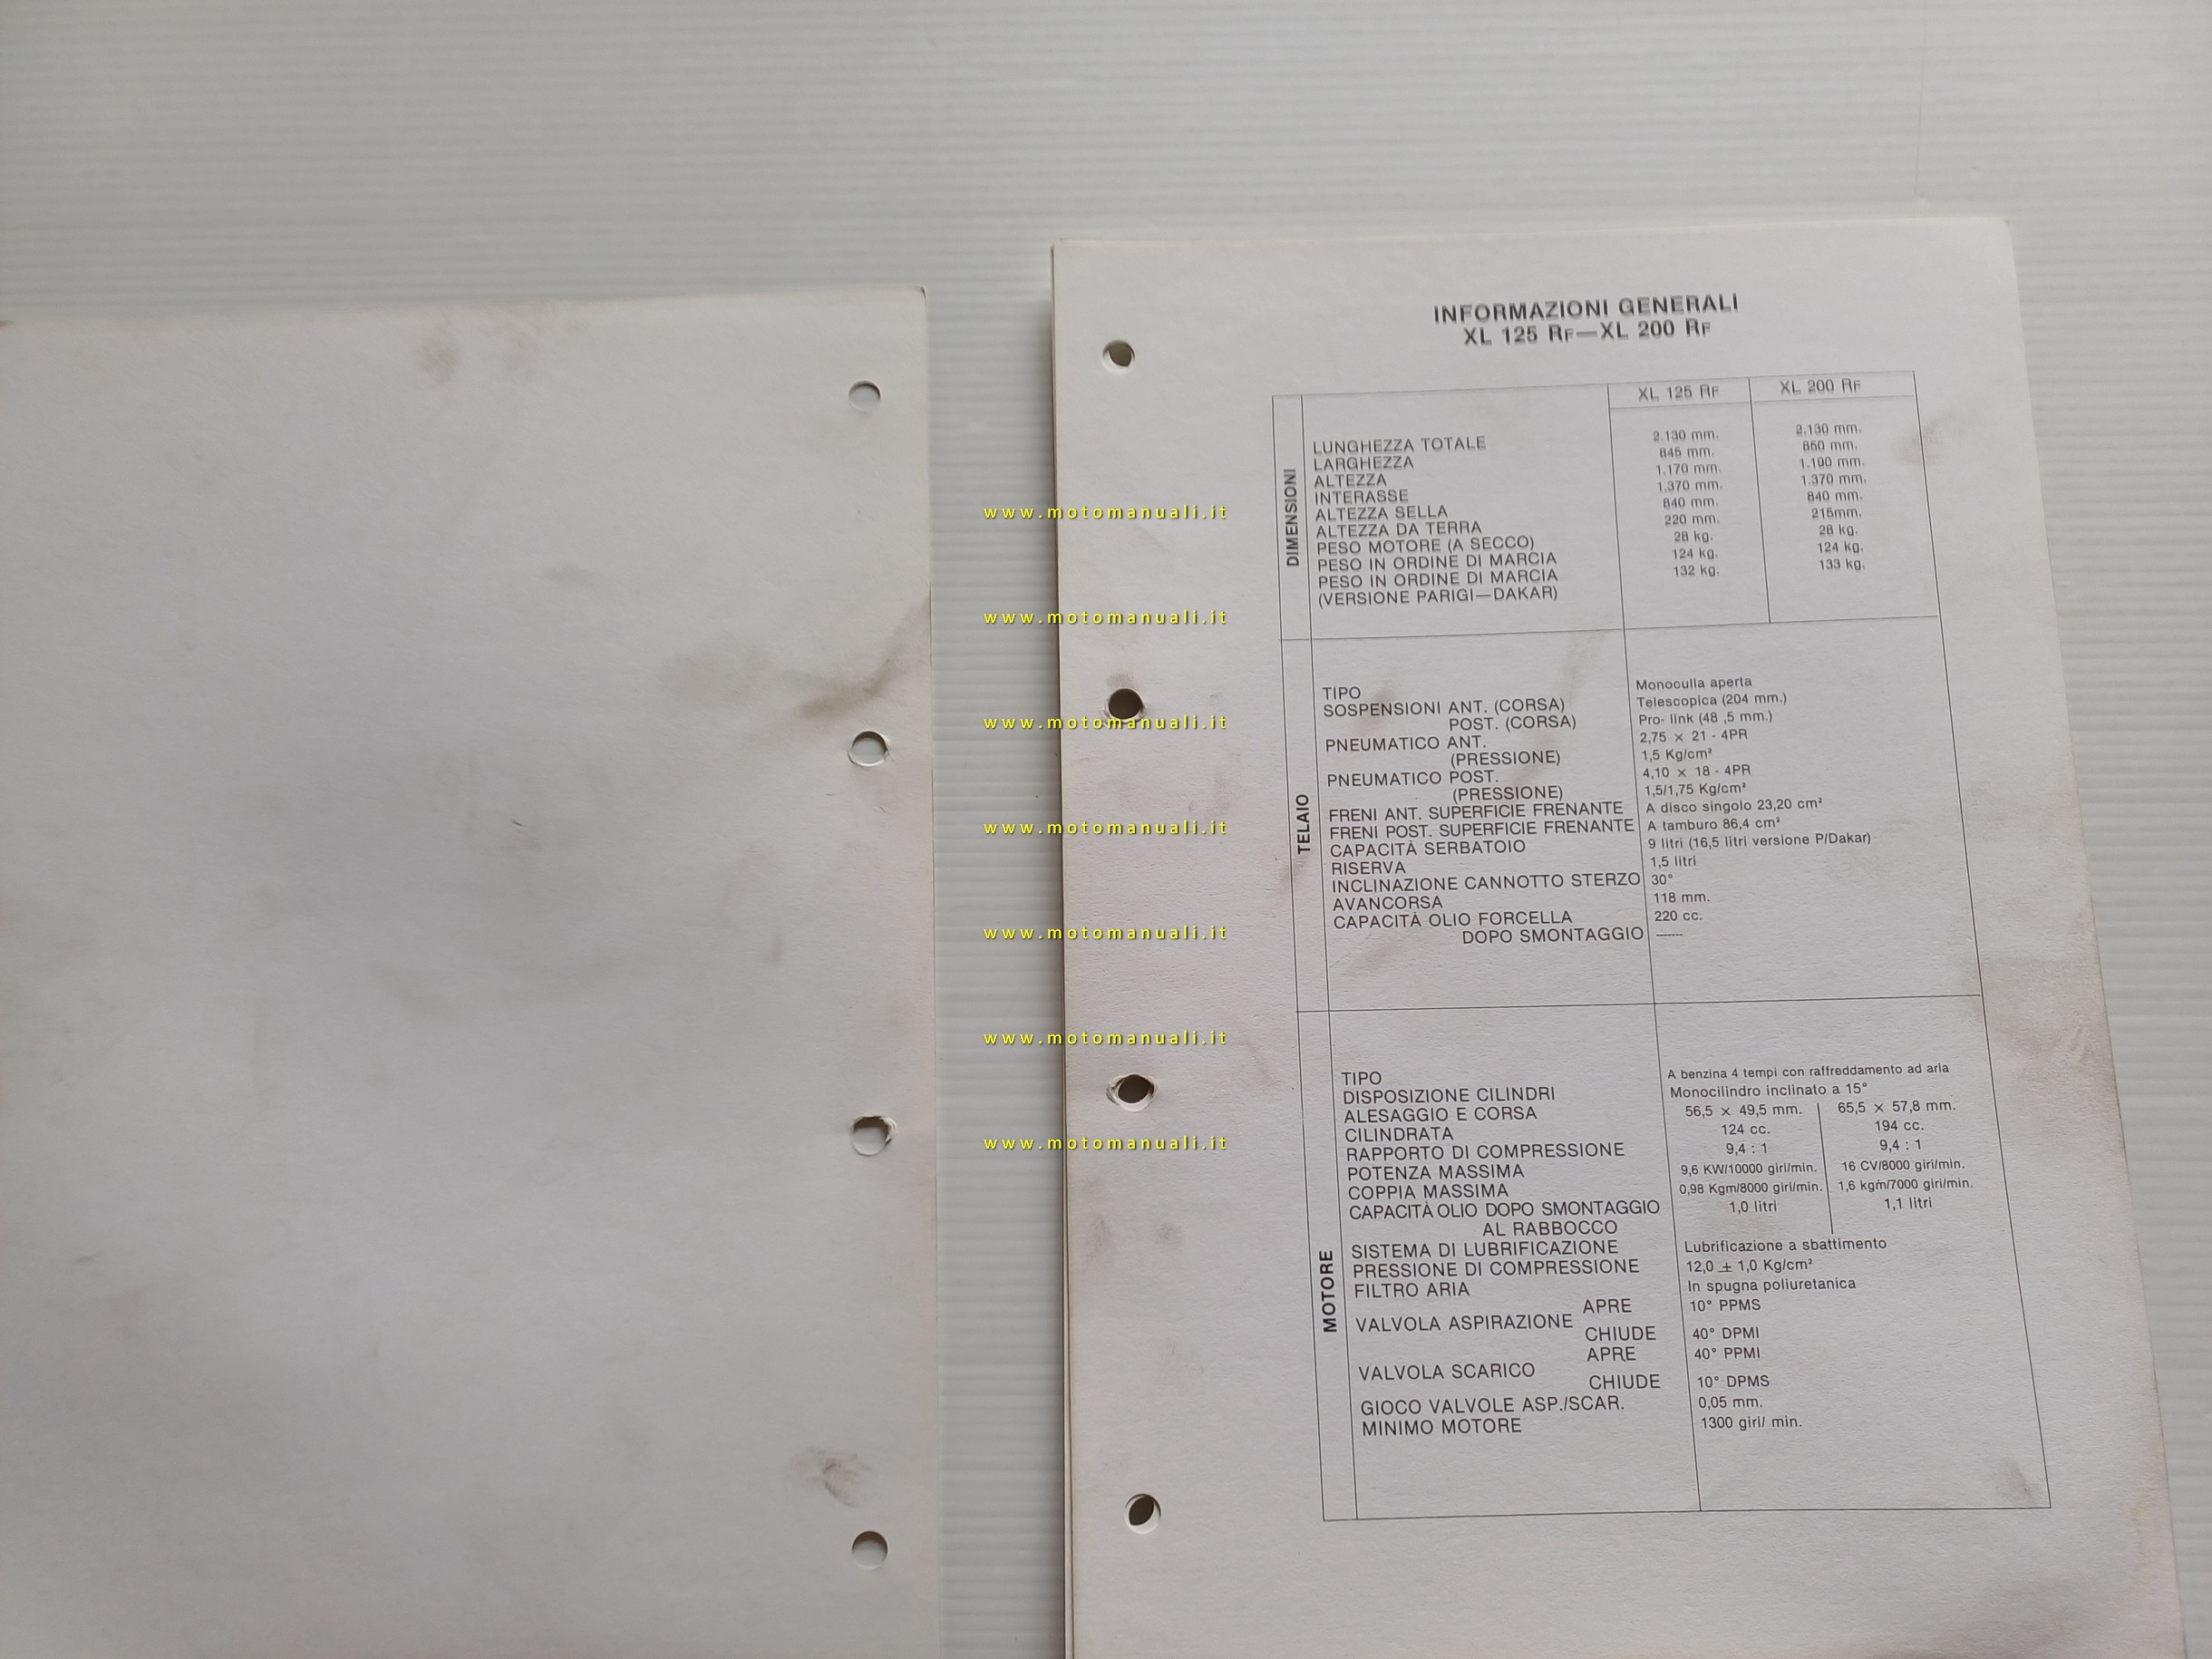 INFORMAZIONI GENERALI
XL 125 RF—XL 200 RF
XL 125 RF XL 200 RF
DIMENSIONI
LUNGHEZZA TOTALE 2.130 mm. 2.130 mm.
LARGHEZZA 845 mm. 850 mm.
ALTEZZA 1.170 mm. 1.190 mm.
INTERASSE 1.370 mm. 1.370 mm.
ALTEZZA SELLA 840 mm. 840 mm.
ALTEZZA DA TERRA 220 mm. 215mm.
PESO MOTORE (A SECCO) 28 kg. 28 kg.
PESO IN ORDINE DI MARCIA 124 kg. 124 kg.
PESO IN ORDINE DI MARCIA 132 kg. 133 kg.
(VERSIONE PARIGI—DAKAR)
TELAIO
TIPO Monoculla aperta
SOSPENSIONI ANT. (CORSA) Telescopica (204 mm.)
POST. (CORSA) Pro- link (48 ,5 mm.)
PNEUMATICO ANT. 2,75 × 21 - 4PR
(PRESSIONE) 1,5 Kg/cm²
PNEUMATICO POST. 4,10 × 18 - 4PR
(PRESSIONE) 1,5/1,75 Kg/cm²
FRENI ANT. SUPERFICIE FRENANTE A disco singolo 23,20 cm²
FRENI POST. SUPERFICIE FRENANTE A tamburo 86,4 cm²
CAPACITÀ SERBATOIO 9 litri (16,5 litri versione P/Dakar)
RISERVA 1,5 litri
INCLINAZIONE CANNOTTO STERZO 30°
AVANCORSA 118 mm.
CAPACITÀ OLIO FORCELLA 220 cc.
DOPO SMONTAGGIO -------
MOTORE
TIPO A benzina 4 tempi con raffreddamento ad aria
DISPOSIZIONE CILINDRI Monocilindro inclinato a 15°
ALESAGGIO E CORSA 56,5 × 49,5 mm. 65,5 × 57,8 mm.
CILINDRATA 124 cc. 194 cc.
RAPPORTO DI COMPRESSIONE 9,4 : 1 9,4 : 1
POTENZA MASSIMA 9,6 KW/10000 giri/min. 16 CV/8000 giri/min.
COPPIA MASSIMA 0,98 Kgm/8000 giri/min. 1,6 kgm/7000 giri/min.
CAPACITÀ OLIO DOPO SMONTAGGIO 1,0 litri 1,1 litri
AL RABBOCCO
SISTEMA DI LUBRIFICAZIONE Lubrificazione a sbattimento
PRESSIONE DI COMPRESSIONE 12,0 ± 1,0 Kg/cm²
FILTRO ARIA In spugna poliuretanica
VALVOLA ASPIRAZIONE APRE 10° PPMS
CHIUDE 40° DPMI
VALVOLA SCARICO APRE 40° PPMI
CHIUDE 10° DPMS
GIOCO VALVOLE ASP./SCAR. 0,05 mm.
MINIMO MOTORE 1300 giri/ min.
www.motomanuali.it
www.motomanuali.it
www.motomanuali.it
www.motomanuali.it
www.motomanuali.it
www.motomanuali.it
www.motomanuali.it